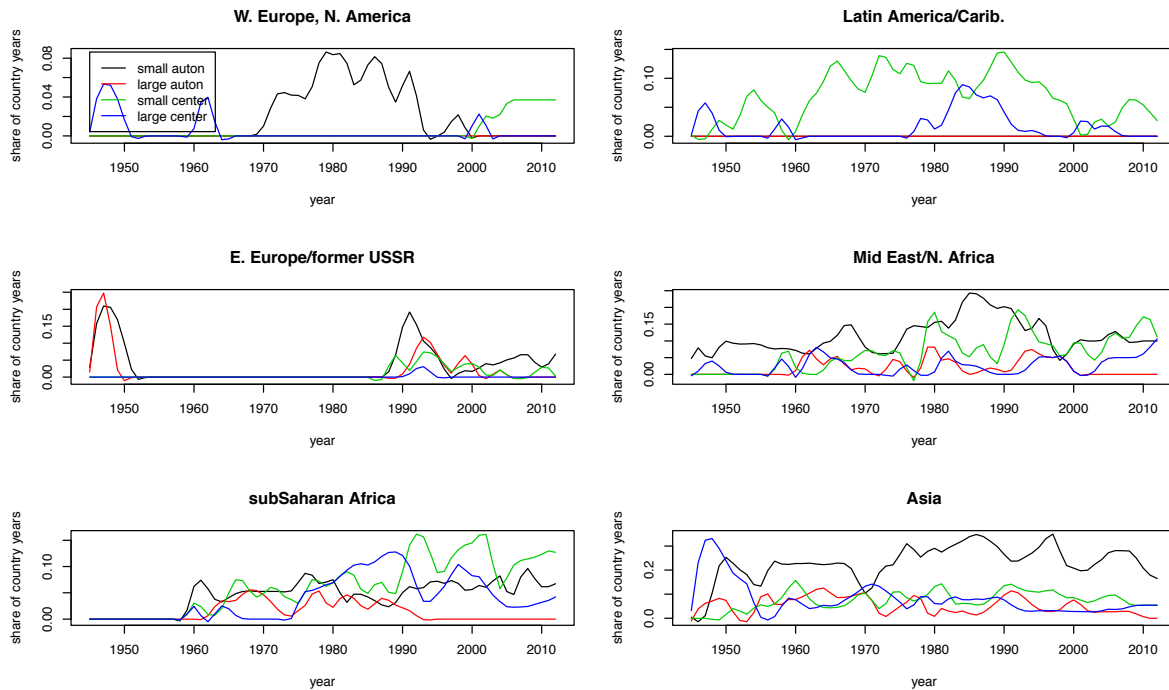 W. Europe, N. America
share of country years
0.00 0.04 0.08
small auton
large auton
small center
large center
1950 1960 1970 1980 1990 2000 2010
year
Latin America/Carib.
share of country years
0.00 0.10
1950 1960 1970 1980 1990 2000 2010
year
E. Europe/former USSR
share of country years
0.00 0.15
1950 1960 1970 1980 1990 2000 2010
year
Mid East/N. Africa
share of country years
0.00 0.15
1950 1960 1970 1980 1990 2000 2010
year
subSaharan Africa
share of country years
0.00 0.10
1950 1960 1970 1980 1990 2000 2010
year
Asia
share of country years
0.0 0.2
1950 1960 1970 1980 1990 2000 2010
year